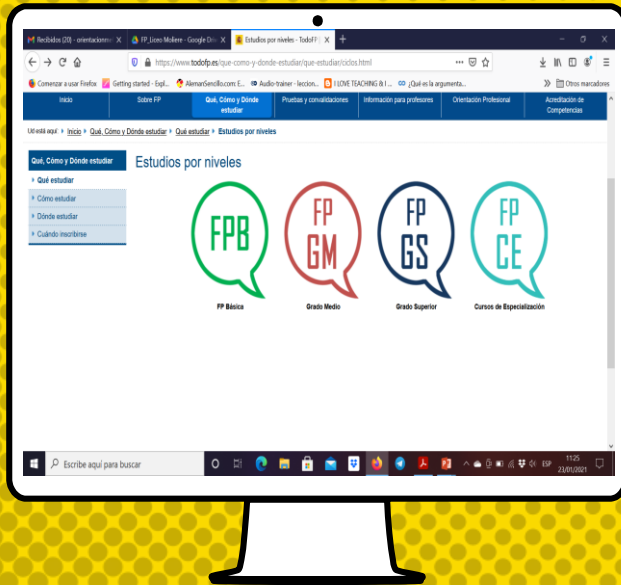 Recibidos (20) - orientacionmo
FP_Liceo Moliere - Google Driv
Estudios por niveles - TodoFP |
https://www.todofp.es/que-como-y-donde-estudiar/que-estudiar/ciclos.html
Comenzar a usar Firefox
Getting started - Expl...
AlemanSencillo.com: E...
Audio-trainer - leccion...
I LOVE TEACHING & I ...
¿Qué es la argumenta...
Otros marcadores
Inicio
Sobre FP
Qué, Cómo y Dónde
estudiar
Pruebas y convalidaciones
Información para profesores
Orientación Profesional
Acreditación de
Competencias
Ud está aquí: Inicio Qué, Cómo y Dónde estudiar Qué estudiar Estudios por niveles
Qué, Cómo y Dónde estudiar
Qué estudiar
Cómo estudiar
Dónde estudiar
Cuándo inscribirse
Estudios por niveles
FPB
FP
GM
FP
GS
FP
CE
FP Básica
Grado Medio
Grado Superior
Cursos de Especialización
Escribe aquí para buscar
ESP
11:25
23/01/2021